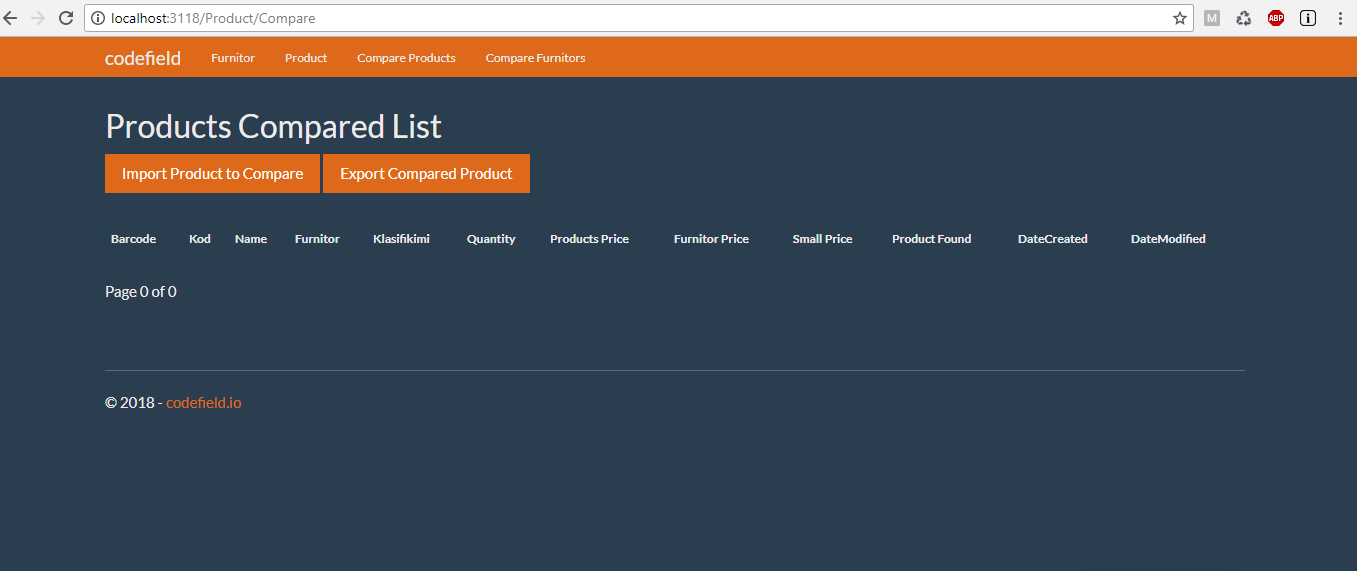 localhost:3118/Product/Compare
M ABP i
codefield Furnitor Product Compare Products Compare Furnitors
Products Compared List
Import Product to Compare Export Compared Product
Barcode Kod Name Furnitor Klasifikimi Quantity Products Price Furnitor Price Small Price Product Found DateCreated DateModified
Page 0 of 0
© 2018 - codefield.io